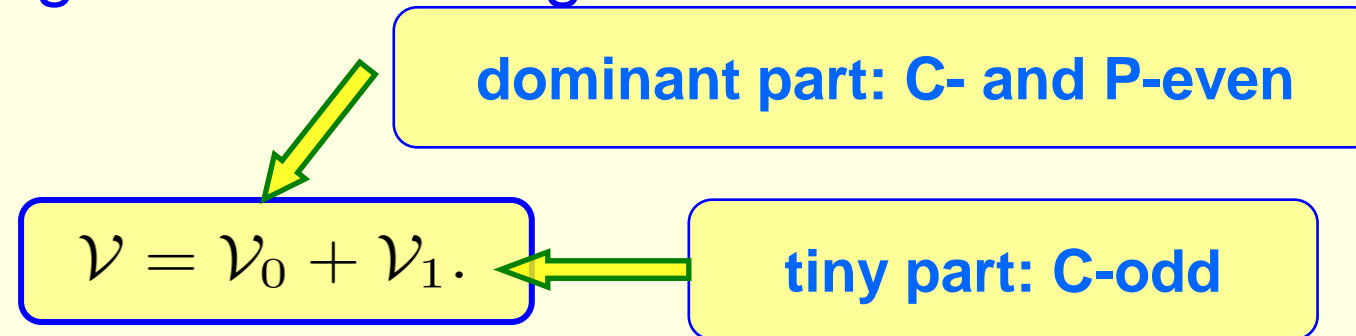 dominant part: C- and P-even
𝒱 = 𝒱₀ + 𝒱₁.
tiny part: C-odd